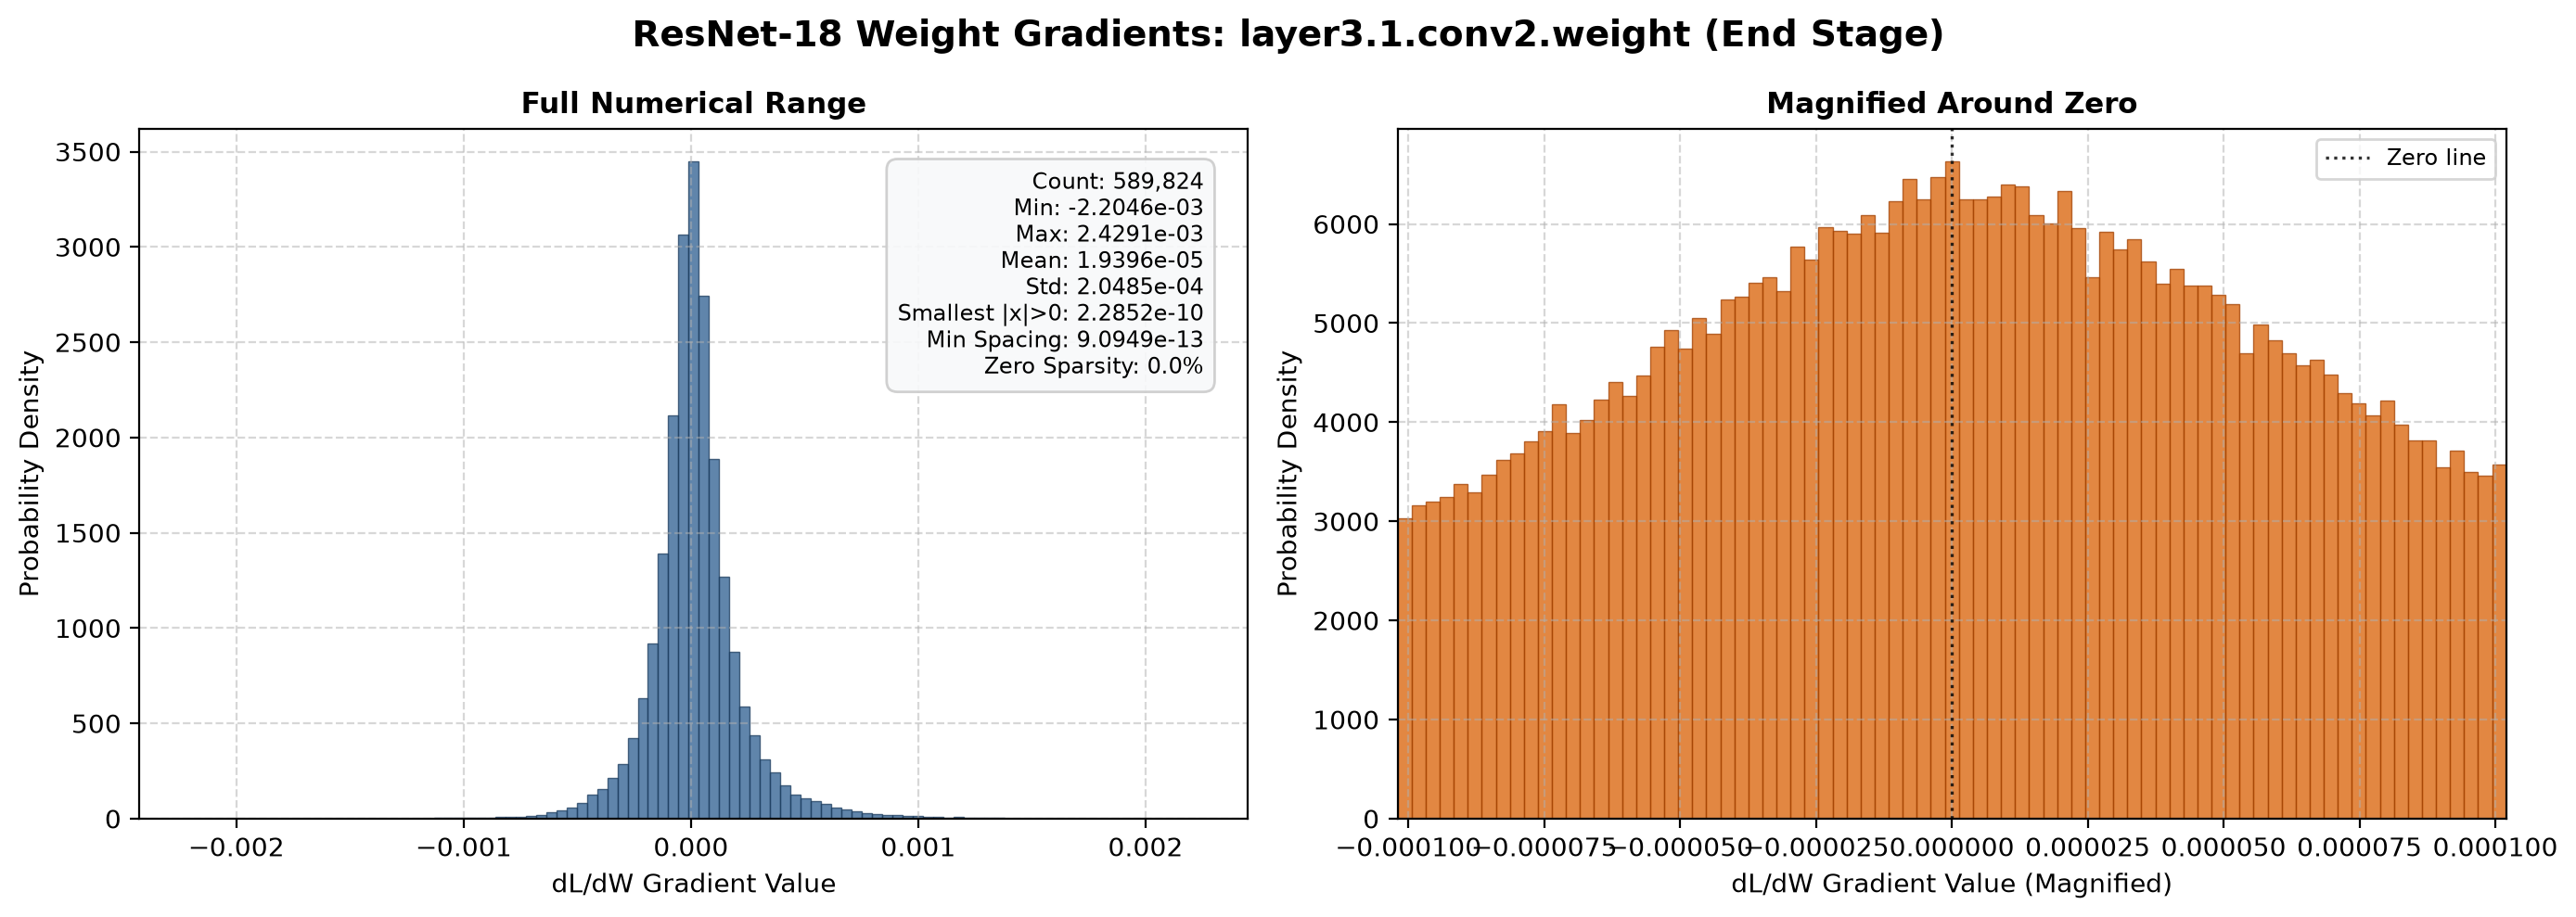 ResNet-18 Weight Gradients: layer3.1.conv2.weight (End Stage)
Full Numerical Range
3500
3000
2500
2000
1500
1000
500
0
Probability Density
Count: 589,824
Min: -2.2046e-03
Max: 2.4291e-03
Mean: 1.9396e-05
Std: 2.0485e-04
Smallest |x|>0: 2.2852e-10
Min Spacing: 9.0949e-13
Zero Sparsity: 0.0%
−0.002 −0.001 0.000 0.001 0.002
dL/dW Gradient Value
Magnified Around Zero
Zero line
6000
5000
4000
3000
2000
1000
0
Probability Density
−0.000100 −0.000075 −0.000050 −0.000025 0.000000 0.000025 0.000050 0.000075 0.000100
dL/dW Gradient Value (Magnified)